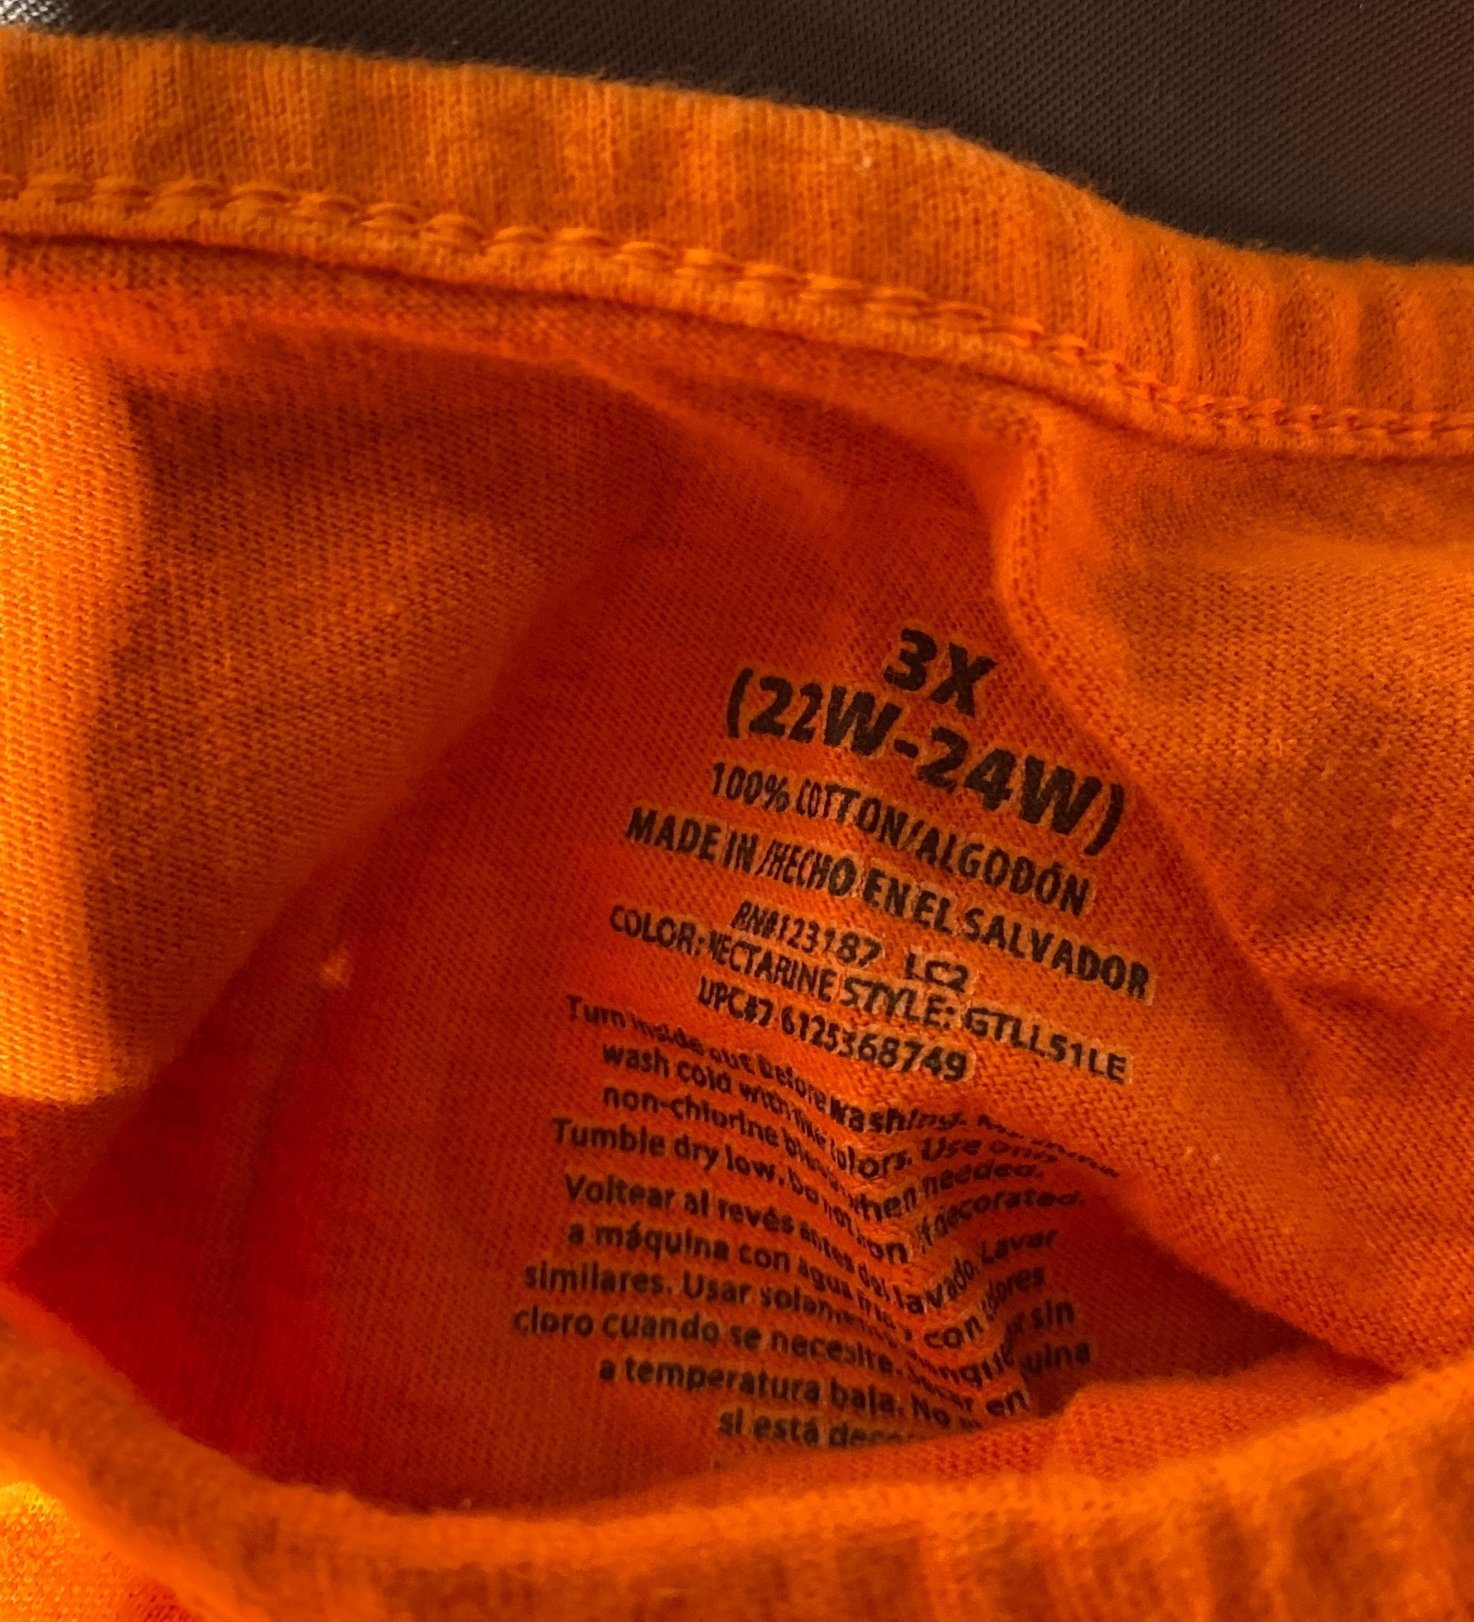 3X
(22W-24W)
100% COTTON/ALGODÓN
MADE IN/HECHO EN EL SALVADOR
RN#123187 LC2
COLOR: NECTARINE STYLE: GTLL51LE
UPC#7 6125368749
Turn inside out before washing.
wash cold with like colors. Use only
non-chlorine bleach when needed.
Tumble dry low. Do not iron if decorated.
Voltear al revés antes del lavado. Lavar
a máquina con agua fría y con colores
similares. Usar solamente sin
cloro cuando se necesite. Secar en
a temperatura baja. No
si está